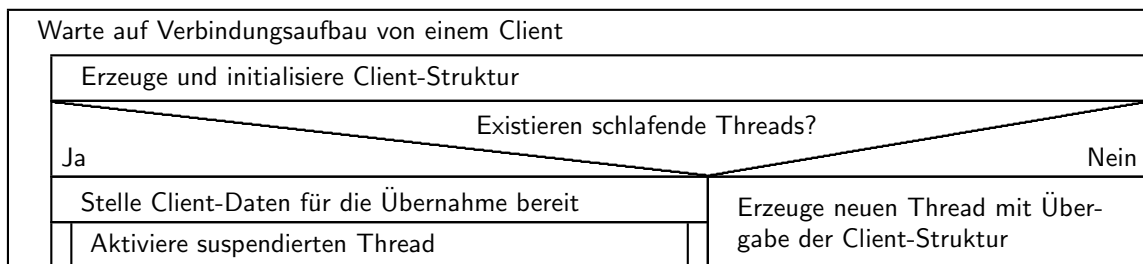 Warte auf Verbindungsaufbau von einem Client
Erzeuge und initialisiere Client-Struktur
Existieren schlafende Threads?
Ja
Nein
Stelle Client-Daten für die Übernahme bereit
Aktiviere suspendierten Thread
Erzeuge neuen Thread mit Über-
gabe der Client-Struktur